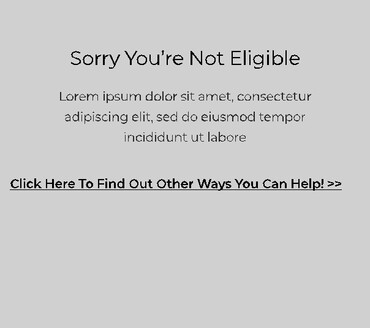 Sorry You're Not Eligible
Lorem ipsum dolor sit amet, consectetur
adipiscing elit, sed do eiusmod tempor
incididunt ut labore
Click Here To Find Out Other Ways You Can Help! >>